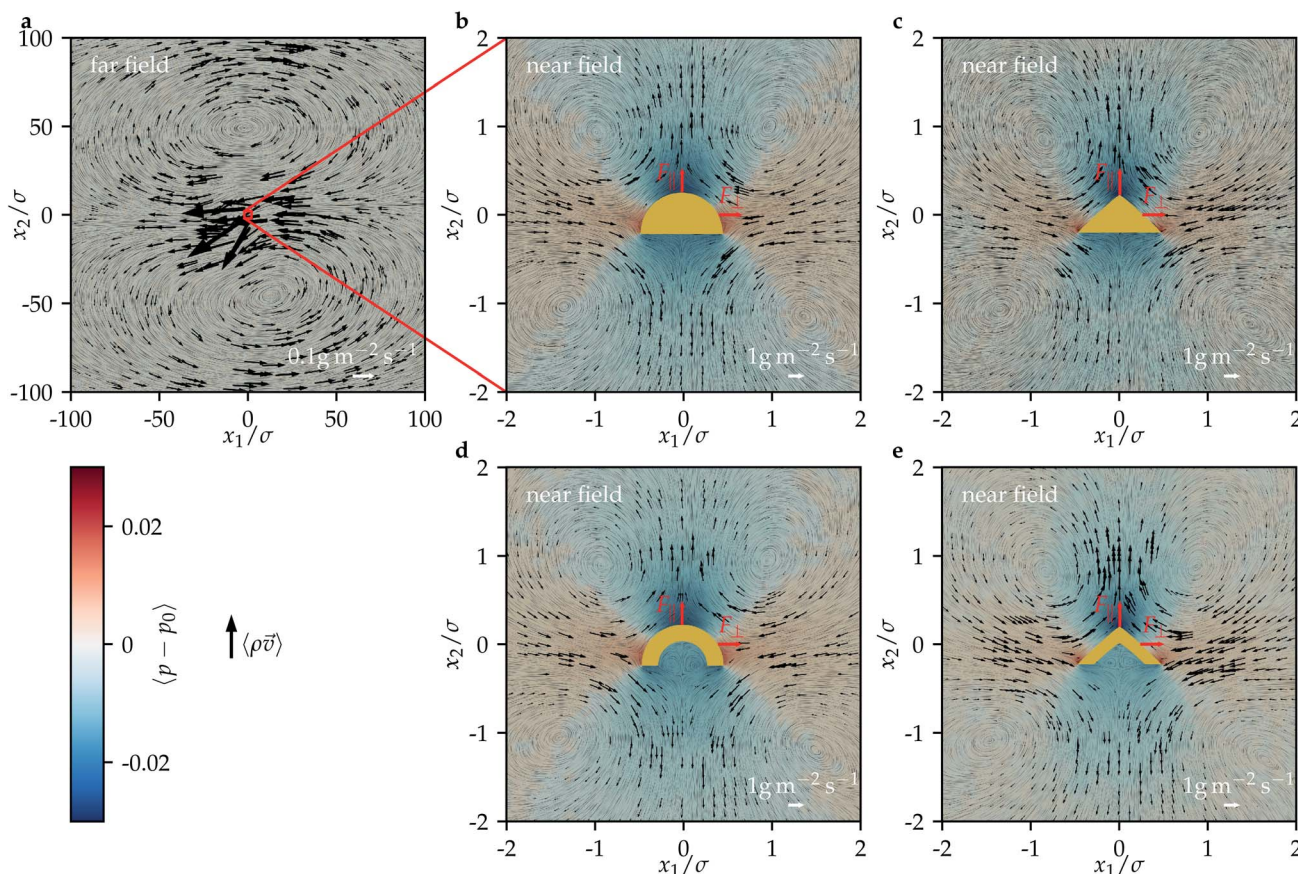 a
100
50
0
-50
-100
x₂/σ
far field
0.1g m⁻² s⁻¹
-100 -50 0 50 100
x₁/σ
b
2
1
0
-1
-2
x₂/σ
near field
F∥
F⊥
1g m⁻² s⁻¹
-2 -1 0 1 2
x₁/σ
c
2
1
0
-1
-2
x₂/σ
near field
F∥
F⊥
1g m⁻² s⁻¹
-2 -1 0 1 2
x₁/σ
0.02
0
-0.02
⟨p − p₀⟩
⟨ρv⃗⟩
d
2
1
0
-1
-2
x₂/σ
near field
F∥
F⊥
1g m⁻² s⁻¹
-2 -1 0 1 2
x₁/σ
e
2
1
0
-1
-2
x₂/σ
near field
F∥
F⊥
1g m⁻² s⁻¹
-2 -1 0 1 2
x₁/σ